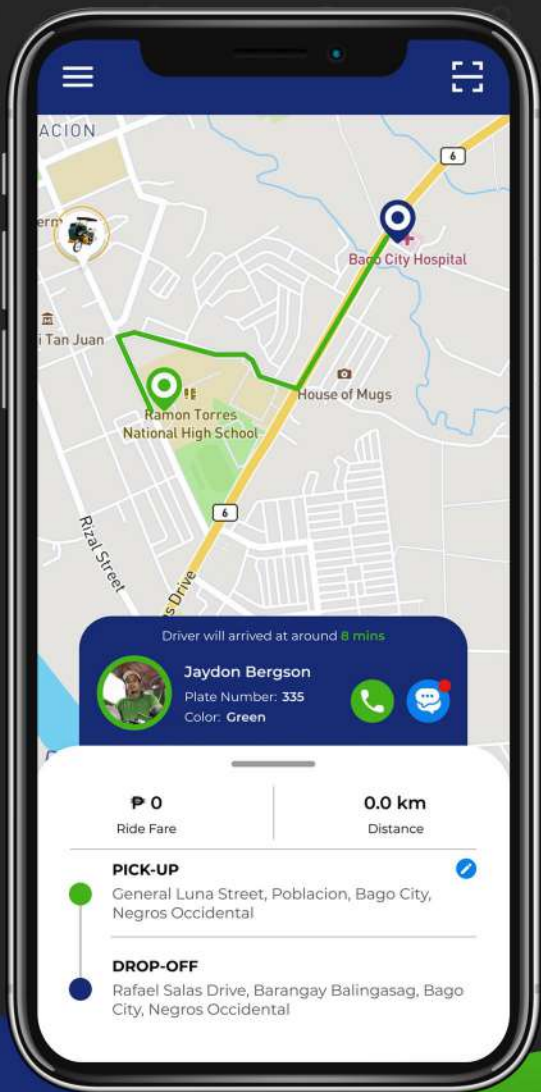 ACION
6
Bago City Hospital
i Tan Juan
House of Mugs
Ramon Torres
National High School
6
Rizal Street
as Drive
Driver will arrived at around 8 mins
Jaydon Bergson
Plate Number: 335
Color: Green
₱ 0
0.0 km
Ride Fare
Distance
PICK-UP
General Luna Street, Poblacion, Bago City,
Negros Occidental
DROP-OFF
Rafael Salas Drive, Barangay Balingasag, Bago
City, Negros Occidental